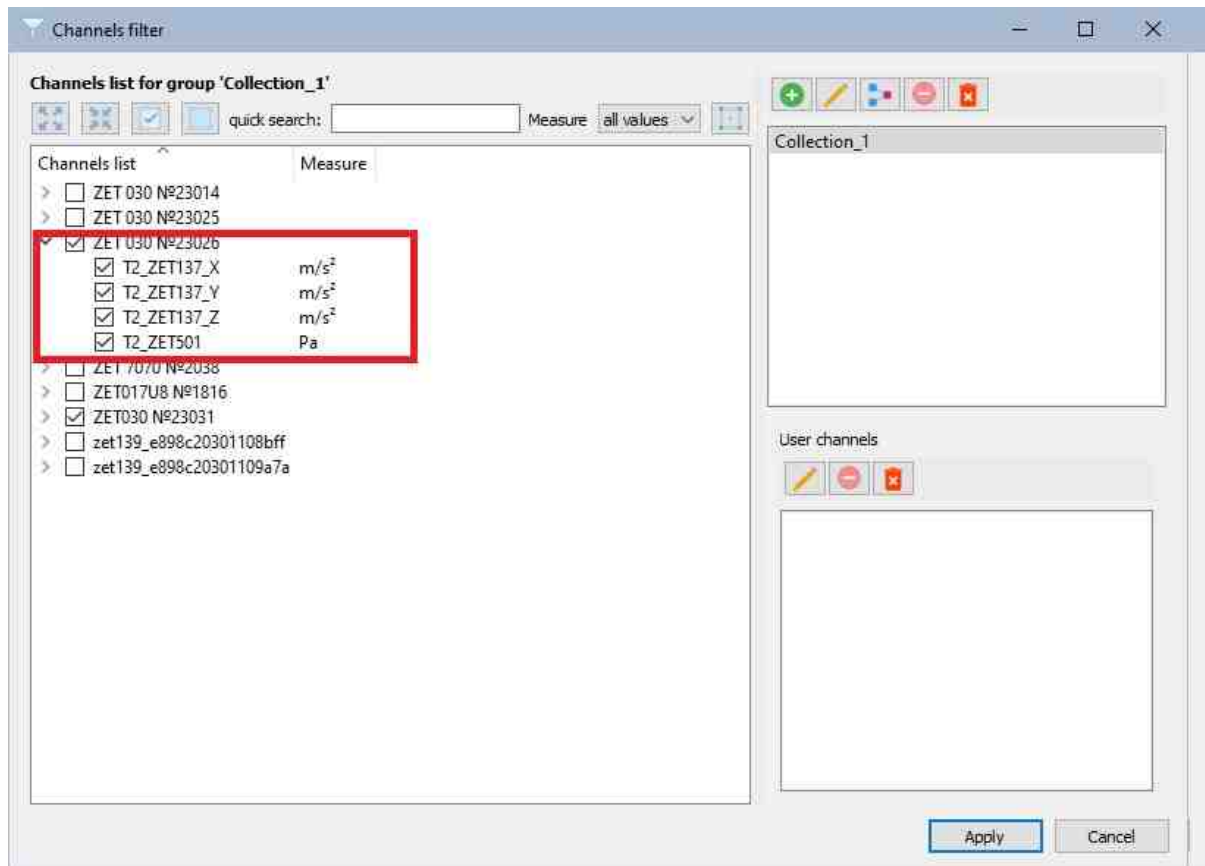 Channels filter
Channels list for group 'Collection_1'
quick search: Measure all values
Channels list Measure
ZET 030 №23014
ZET 030 №23025
ZET 030 №23026
T2_ZET137_X m/s²
T2_ZET137_Y m/s²
T2_ZET137_Z m/s²
T2_ZET501 Pa
ZET 7070 №2038
ZET017U8 №1816
ZET030 №23031
zet139_e898c20301108bff
zet139_e898c20301109a7a
Collection_1
User channels
Apply Cancel